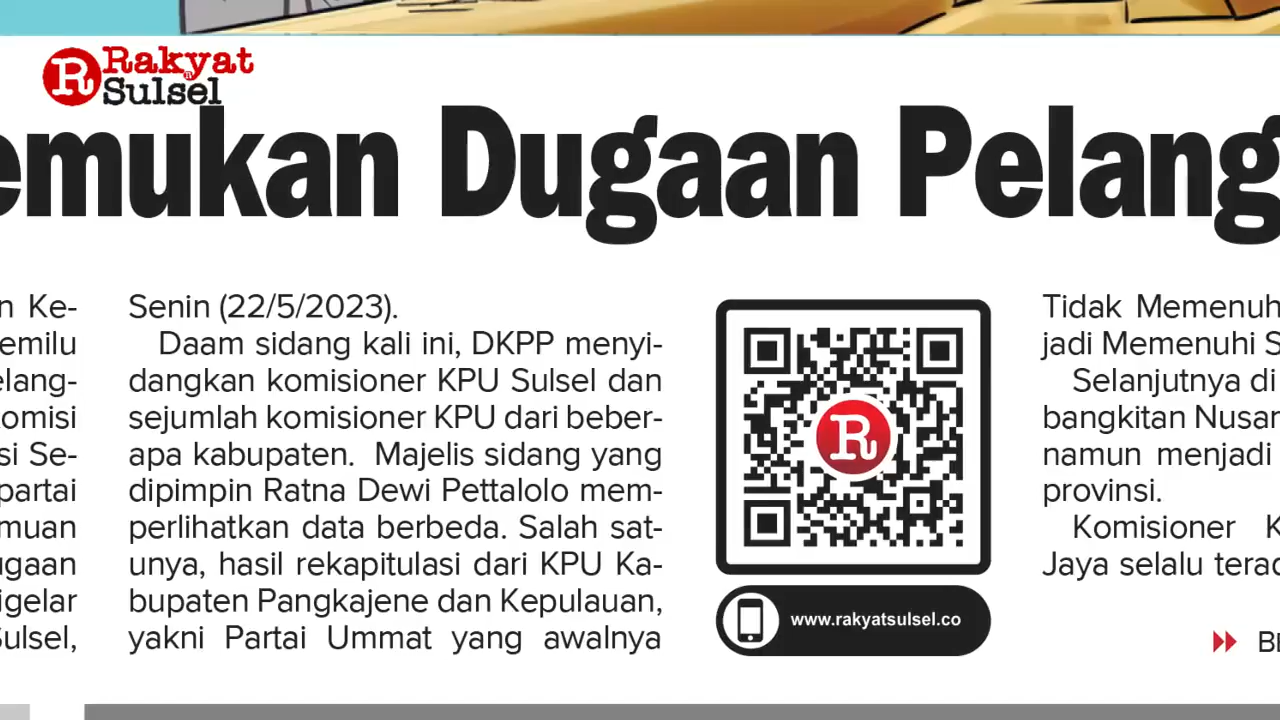 Rakyat
Sulsel
emukan Dugaan Pelang
n Ke-
emilu
elang-
omisi
si Se-
partai
muan
ugaan
igelar
Sulsel,
Senin (22/5/2023).
Daam sidang kali ini, DKPP menyi-
dangkan komisioner KPU Sulsel dan
sejumlah komisioner KPU dari beber-
apa kabupaten. Majelis sidang yang
dipimpin Ratna Dewi Pettalolo mem-
perlihatkan data berbeda. Salah sat-
unya, hasil rekapitulasi dari KPU Ka-
bupaten Pangkajene dan Kepulauan,
yakni Partai Ummat yang awalnya
R
www.rakyatsulsel.co
Tidak Memenuh
jadi Memenuhi S
Selanjutnya di
bangkitan Nusan
namun menjadi
provinsi.
Komisioner K
Jaya selalu terad
BE